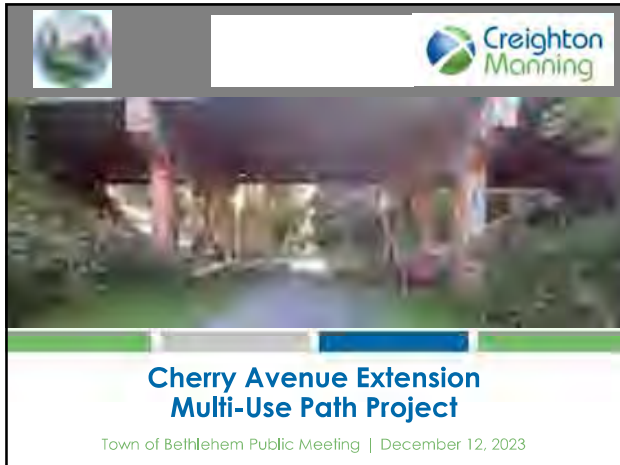 Creighton
Manning
Cherry Avenue Extension
Multi-Use Path Project
Town of Bethlehem Public Meeting | December 12, 2023